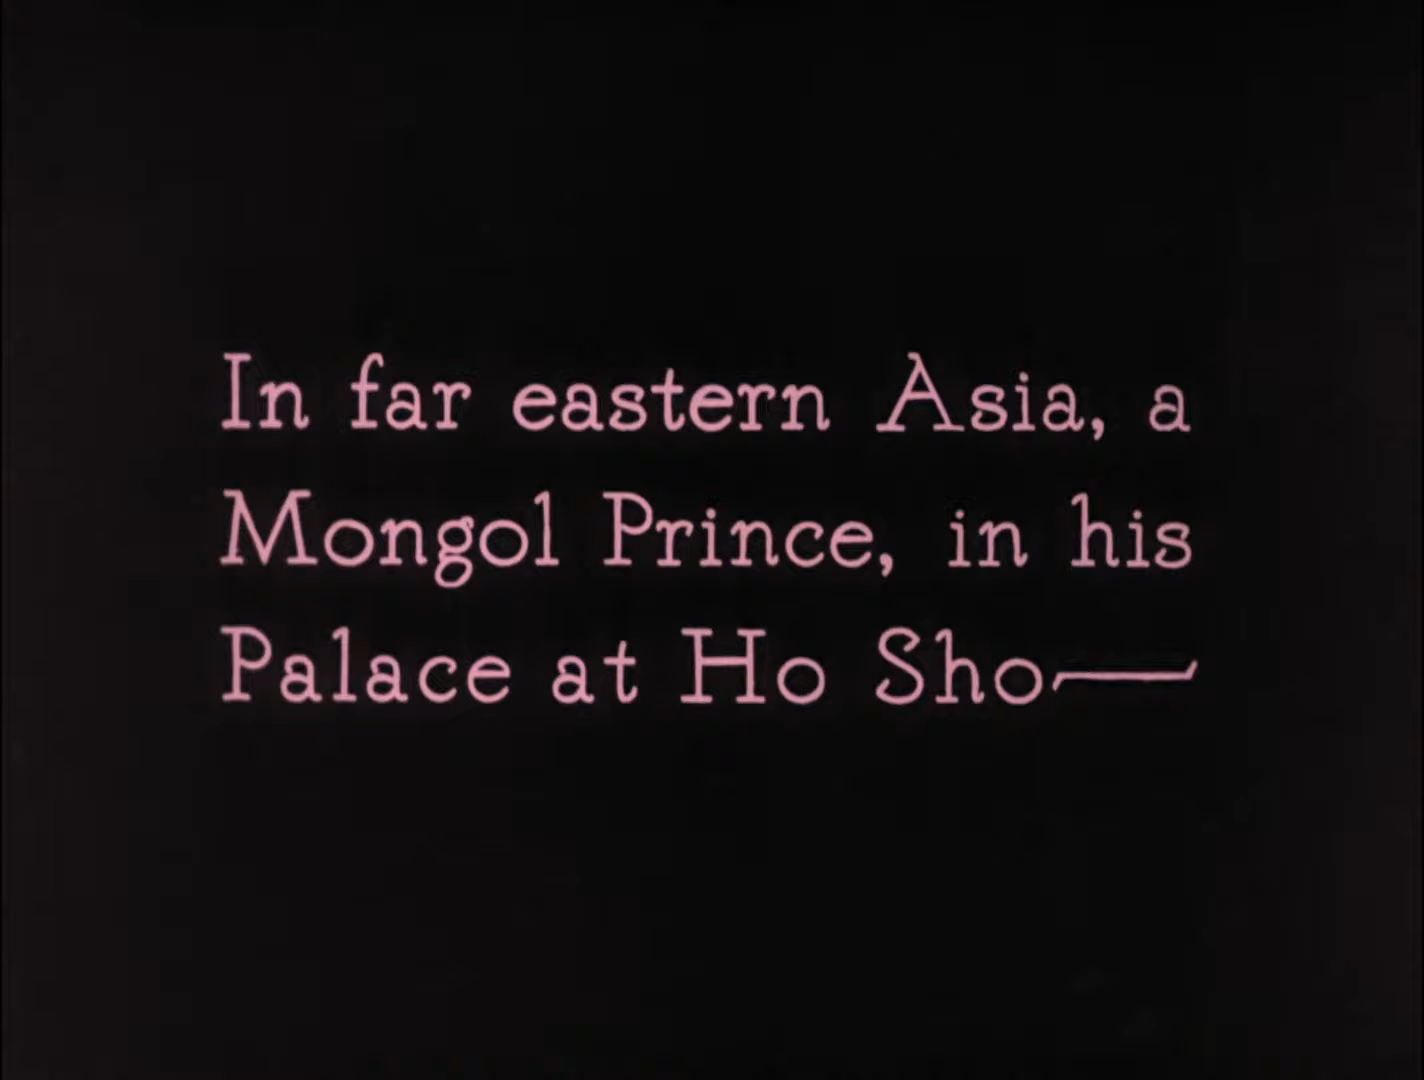 In far eastern Asia, a
Mongol Prince, in his
Palace at Ho Sho—